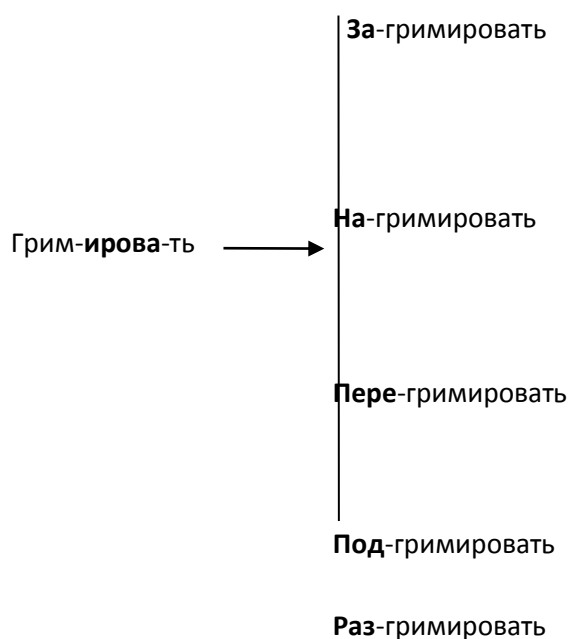 За-гримировать
На-гримировать
Грим-ирова-ть
Пере-гримировать
Под-гримировать
Раз-гримировать